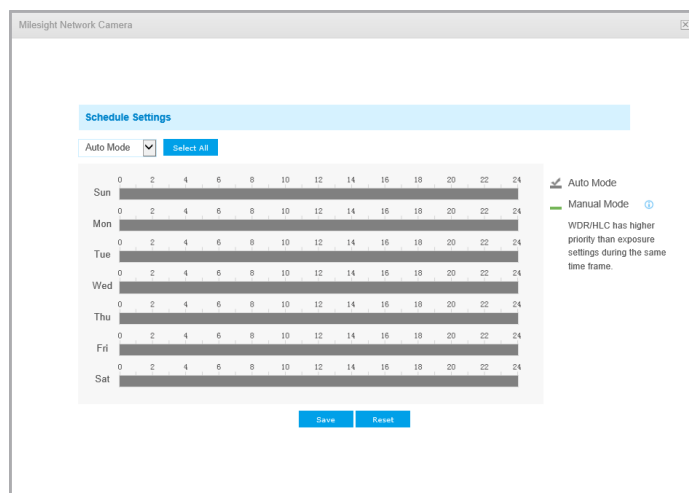 Milesight Network Camera
Schedule Settings
Auto Mode Select All
0 2 4 6 8 10 12 14 16 18 20 22 24
Sun
0 2 4 6 8 10 12 14 16 18 20 22 24
Mon
0 2 4 6 8 10 12 14 16 18 20 22 24
Tue
0 2 4 6 8 10 12 14 16 18 20 22 24
Wed
0 2 4 6 8 10 12 14 16 18 20 22 24
Thu
0 2 4 6 8 10 12 14 16 18 20 22 24
Fri
0 2 4 6 8 10 12 14 16 18 20 22 24
Sat
Auto Mode
Manual Mode
WDR/HLC has higher
priority than exposure
settings during the same
time frame.
Save Reset